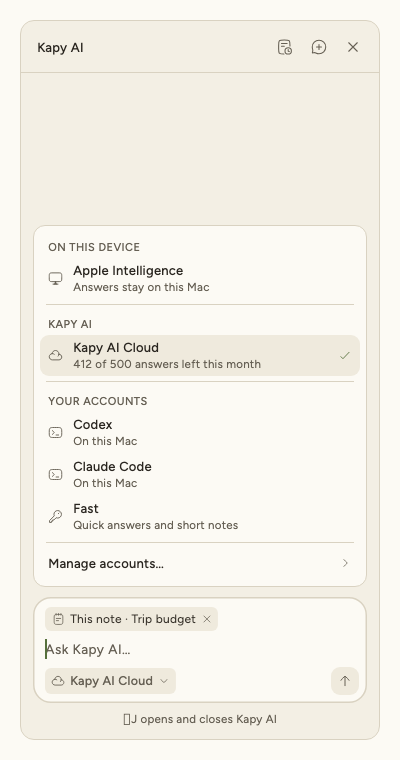 Kapy AI
ON THIS DEVICE
Apple Intelligence
Answers stay on this Mac
KAPY AI
Kapy AI Cloud
412 of 500 answers left this month
YOUR ACCOUNTS
Codex
On this Mac
Claude Code
On this Mac
Fast
Quick answers and short notes
Manage accounts...
This note · Trip budget
Ask Kapy AI...
Kapy AI Cloud
▯J opens and closes Kapy AI